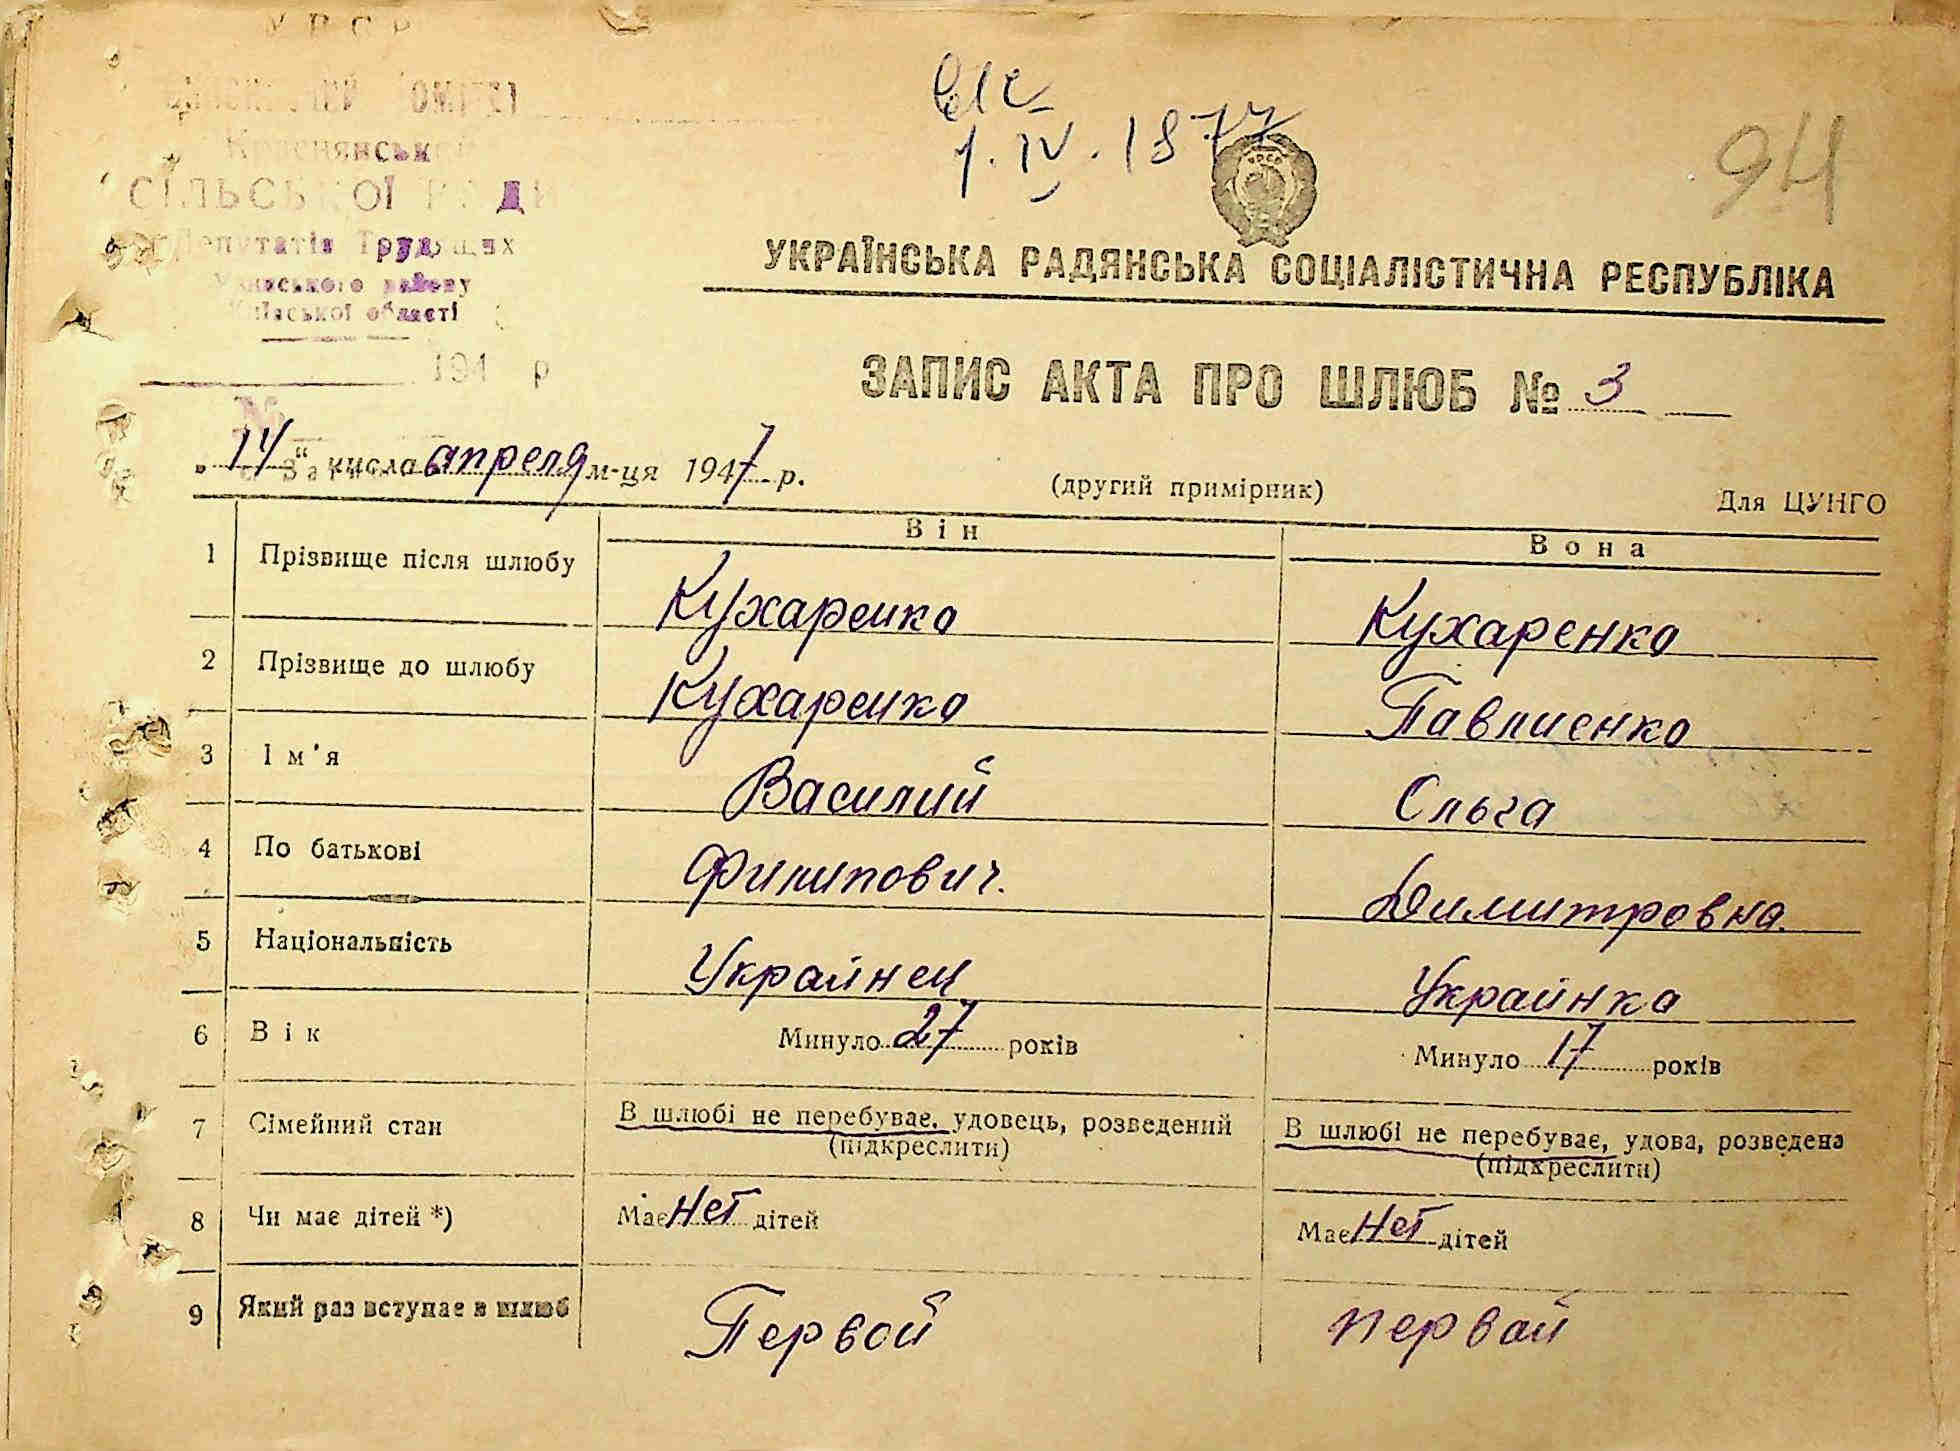 СІЛЬСЬКОЇ РАДИ
Депутатів Трудящих
району
Київської області
194 р
1. IV. 1877
94
УКРАЇНСЬКА РАДЯНСЬКА СОЦІАЛІСТИЧНА РЕСПУБЛІКА
ЗАПИС АКТА ПРО ШЛЮБ № 3
„14“ числа апреля м-ця 1947 р.
(другий примірник)
Для ЦУНГО
Він Вона
1 Прізвище після шлюбу Кухаренко Кухаренко
2 Прізвище до шлюбу Кухаренко Павлиенко
3 Ім'я Василий Ольга
4 По батькові Филипович. Димитровна.
5 Національність Украйнец Украинка
6 Вік Минуло 27 років Минуло 17 років
7 Сімейний стан В шлюбі не перебуває, удовець, розведений В шлюбі не перебуває, удова, розведена
(підкреслити) (підкреслити)
8 Чи має дітей *) Має нет дітей Має нет дітей
9 Який раз вступає в шлюб Первой первай